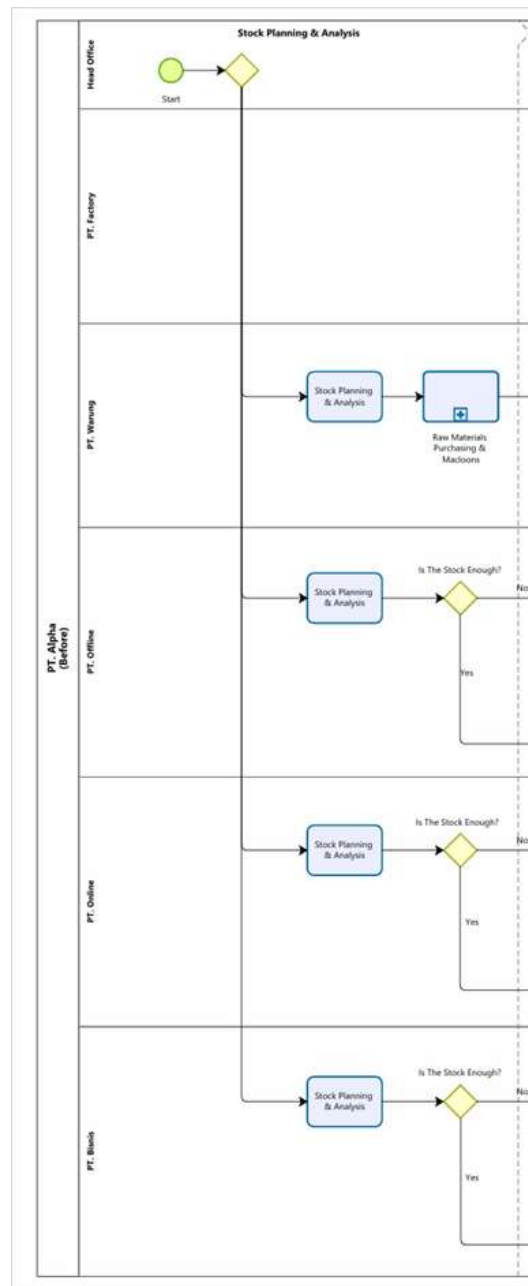 Stock Planning & Analysis
Head Office
Start
PT. Factory
PT. Alpha
(Before)
PT. Warung
Stock Planning
& Analysis
Raw Materials
Purchasing &
Macloons
PT. Offline
Stock Planning
& Analysis
Is The Stock Enough?
No
Yes
PT. Online
Stock Planning
& Analysis
Is The Stock Enough?
No
Yes
PT. Bisnis
Stock Planning
& Analysis
Is The Stock Enough?
No
Yes